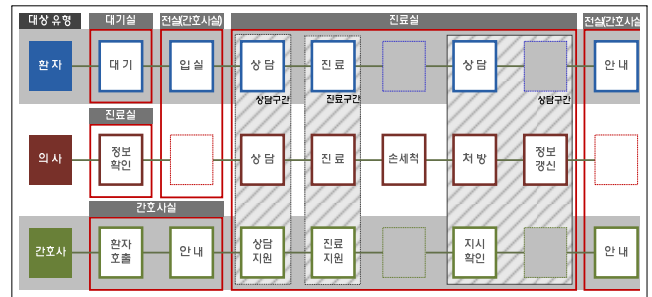 대상 유형
대기실
전실(간호사실)
진료실
전실(간호사실)
환자
대기
입실
상담
진료
상담
안내
상담구간
진료구간
상담구간
진료실
의사
정보
확인
상담
진료
손세척
처방
정보
갱신
간호사실
간호사
환자
호출
안내
상담
지원
진료
지원
지시
확인
안내